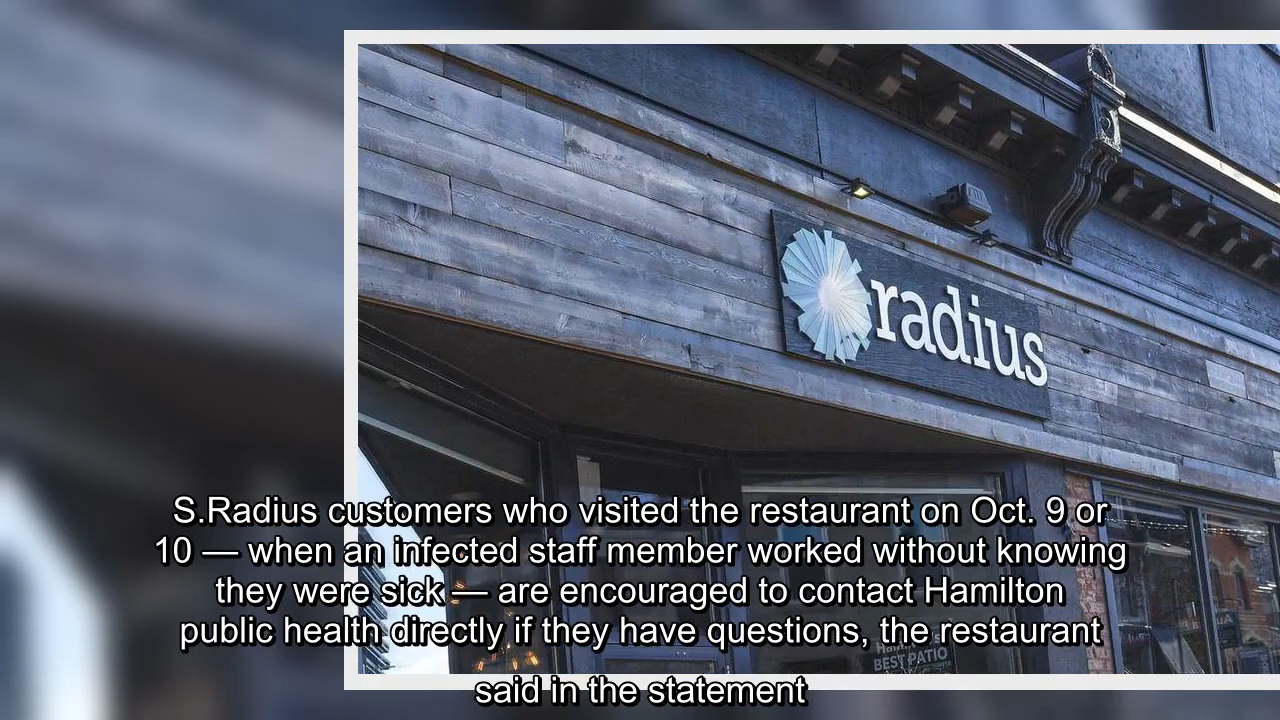 radius
S.Radius customers who visited the restaurant on Oct. 9 or
10 — when an infected staff member worked without knowing
they were sick — are encouraged to contact Hamilton
public health directly if they have questions, the restaurant
BEST PATIO
said in the statement